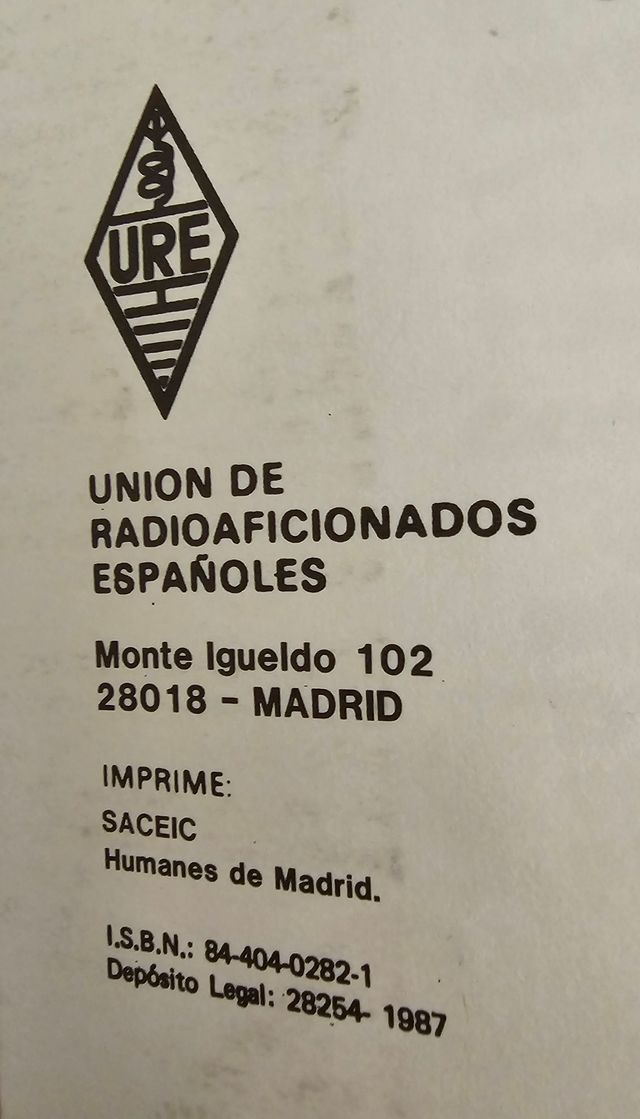 URE
UNION DE
RADIOAFICIONADOS
ESPAÑOLES
Monte Igueldo 102
28018 - MADRID
IMPRIME:
SACEIC
Humanes de Madrid.
I.S.B.N.: 84-404-0282-1
Depósito Legal: 28254- 1987